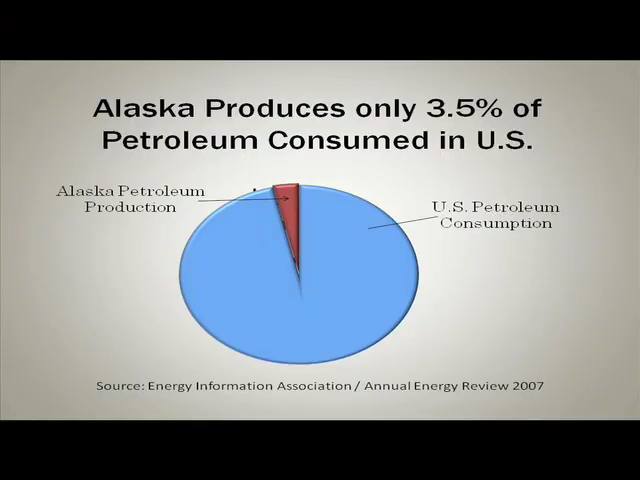 Alaska Produces only 3.5% of
Petroleum Consumed in U.S.
Alaska Petroleum
Production
U.S. Petroleum
Consumption
Source: Energy Information Association / Annual Energy Review 2007